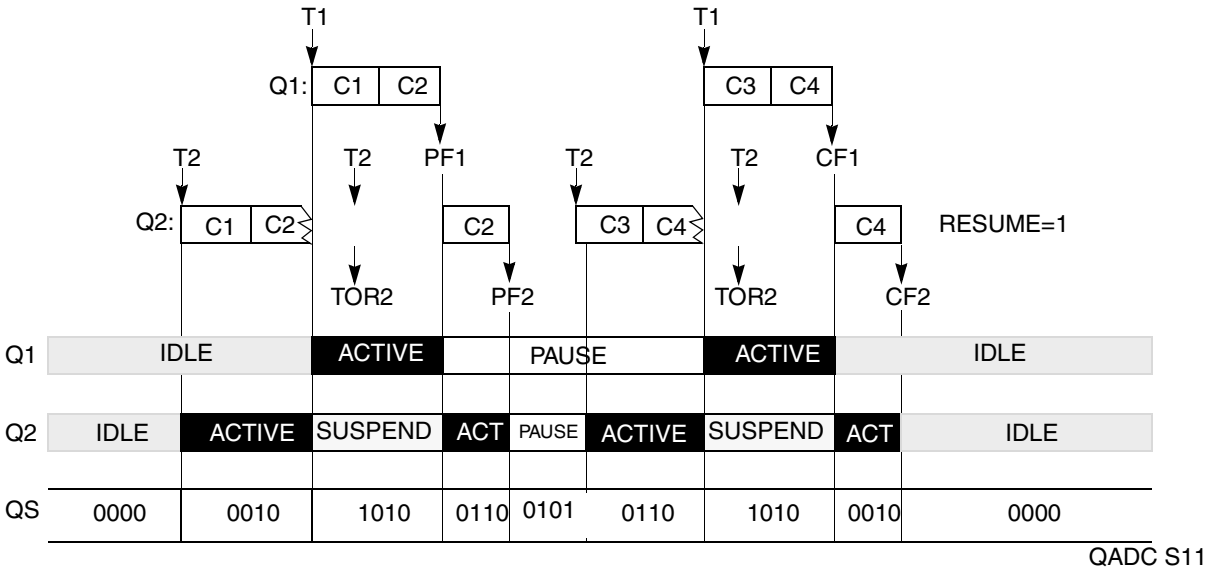 T1 T1
Q1: C1 C2 C3 C4
T2 T2 PF1 T2 T2 CF1
Q2: C1 C2 C2 C3 C4 C4 RESUME=1
TOR2 PF2 TOR2 CF2
Q1 IDLE ACTIVE PAUSE ACTIVE IDLE
Q2 IDLE ACTIVE SUSPEND ACT PAUSE ACTIVE SUSPEND ACT IDLE
QS 0000 0010 1010 0110 0101 0110 1010 0010 0000
QADC S11